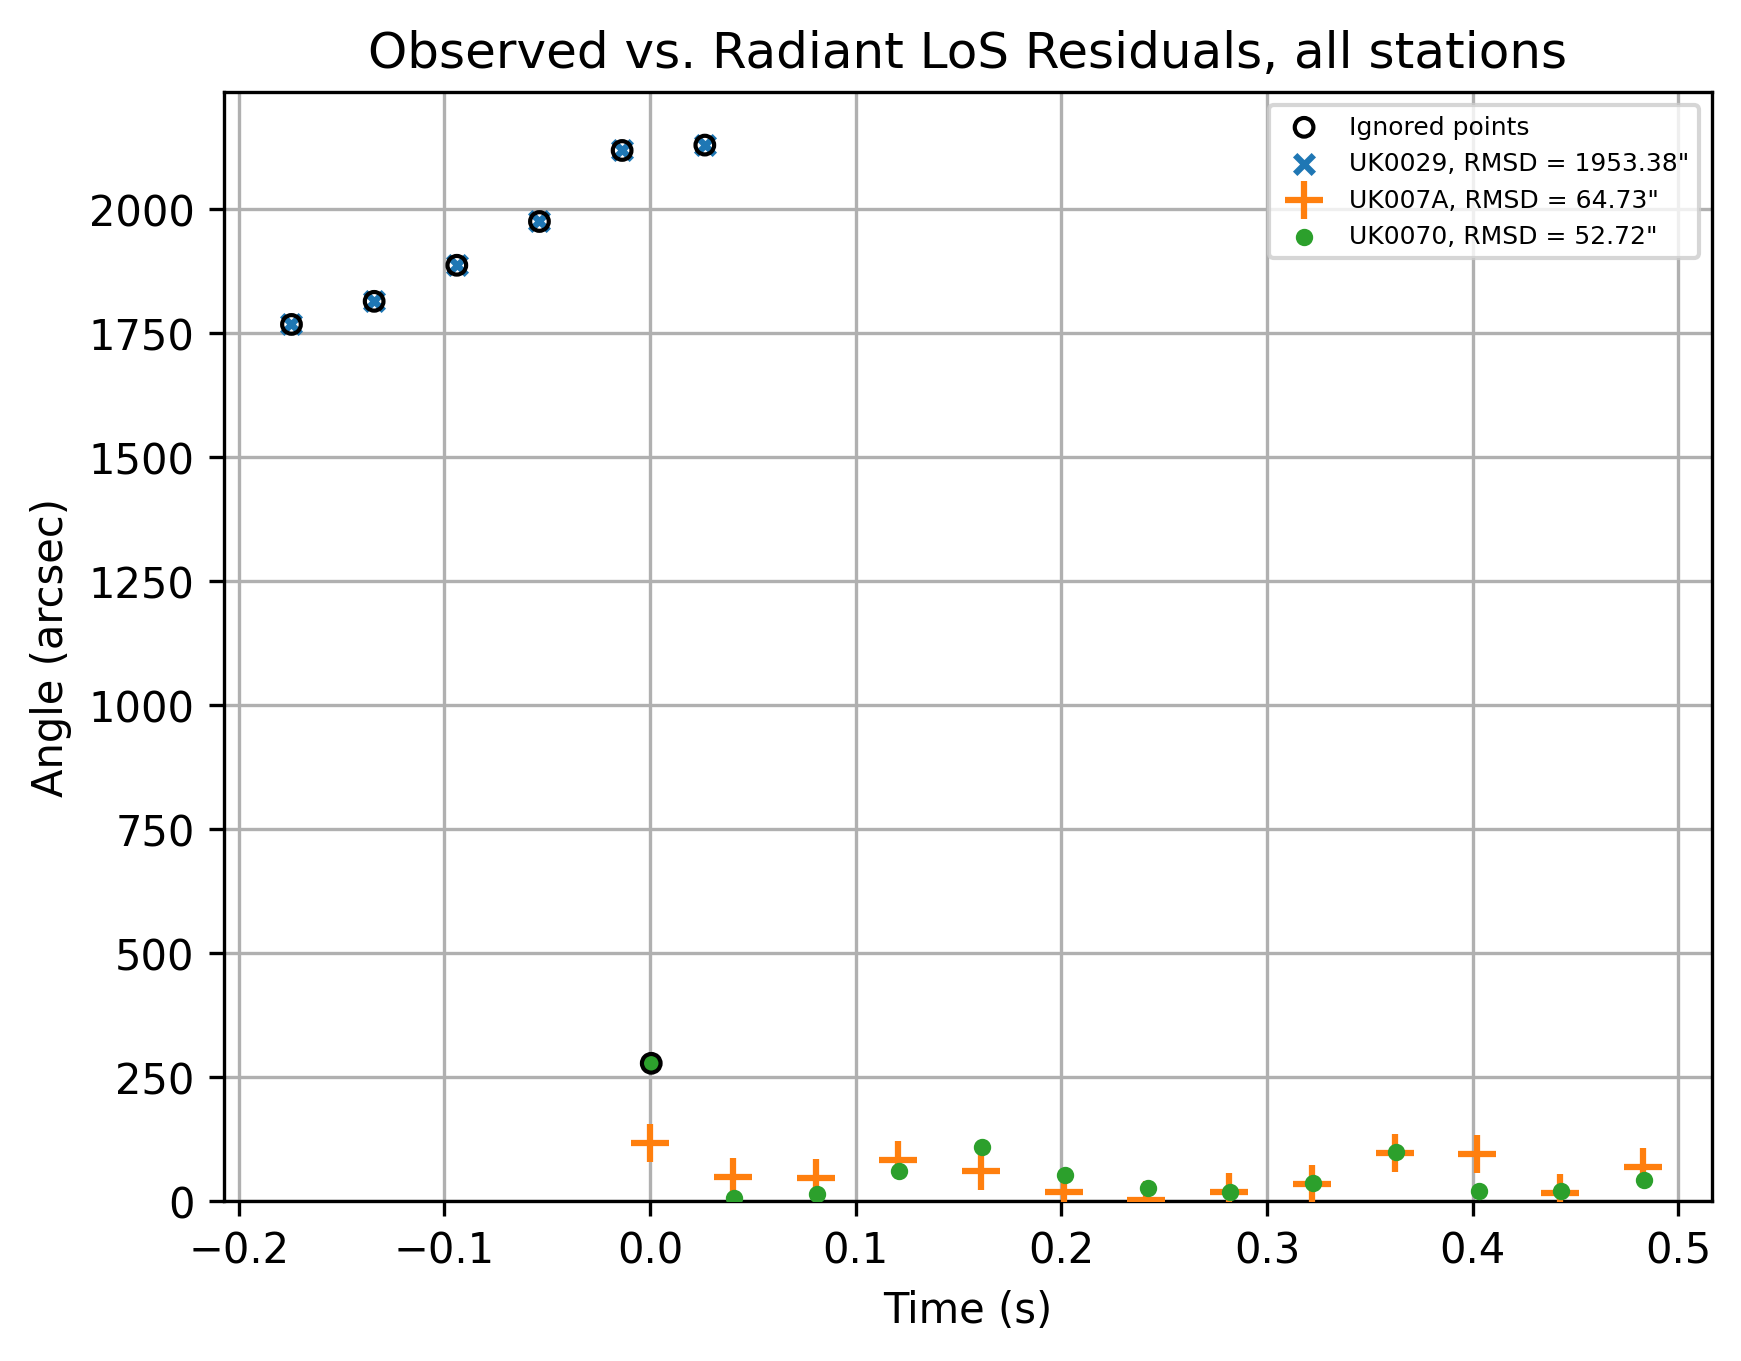 Observed vs. Radiant LoS Residuals, all stations
Ignored points
UK0029, RMSD = 1953.38"
UK007A, RMSD = 64.73"
UK0070, RMSD = 52.72"
Angle (arcsec)
2000
1750
1500
1250
1000
750
500
250
0
−0.2 −0.1 0.0 0.1 0.2 0.3 0.4 0.5
Time (s)